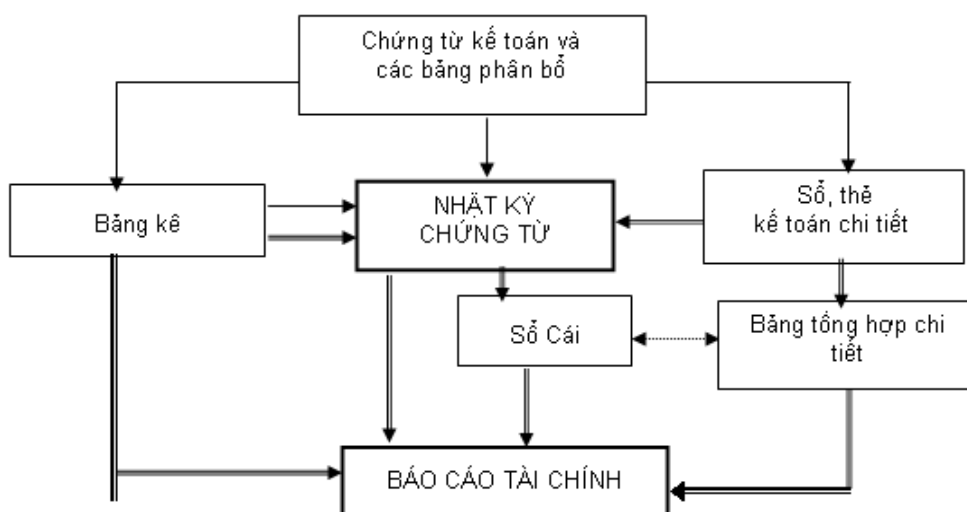 Chứng từ kế toán và
các bảng phân bổ
Bảng kê
NHẬT KÝ
CHỨNG TỪ
Sổ, thẻ
kế toán chi tiết
Sổ Cái
Bảng tổng hợp chi
tiết
BÁO CÁO TÀI CHÍNH